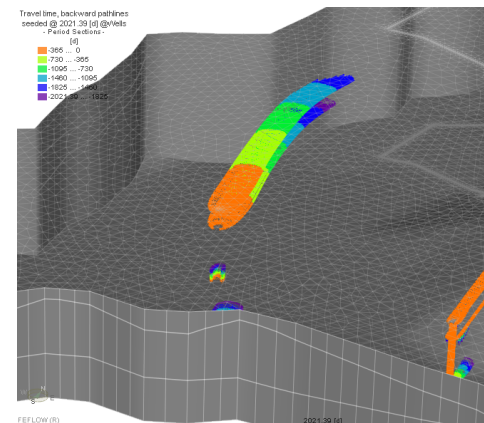 Travel time, backward pathlines
seeded @ 2021.39 [d] @Wells
- Period Sections -
[d]
-365 ... 0
-730 ... -365
-1095 ... -730
-1460 ... -1095
-1825 ... -1460
-2021.39 ... -1825
N
E
S
FEFLOW (R)
2021.39 [d]